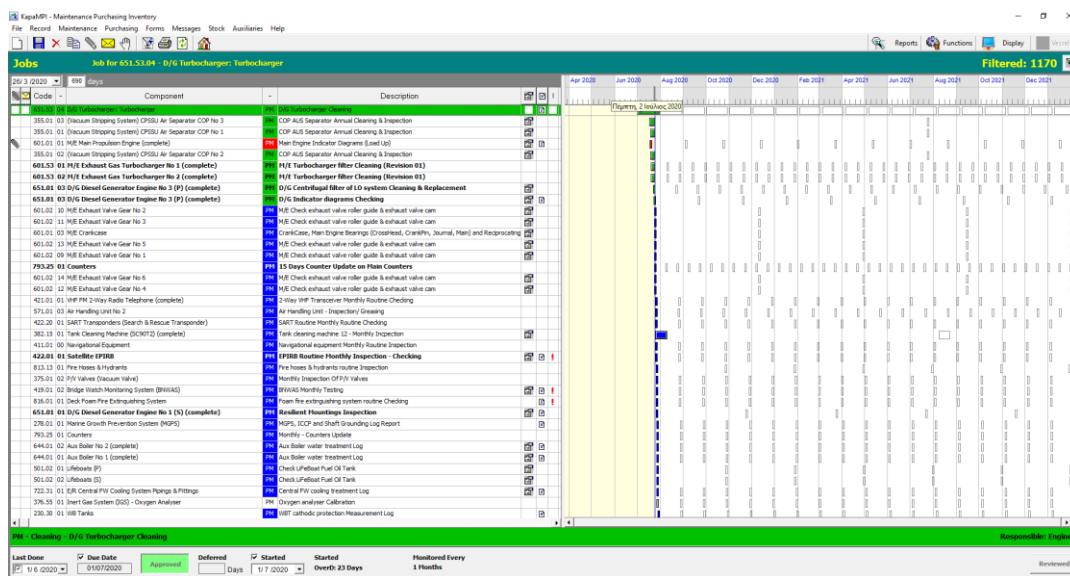 KapaMPI - Maintenance Purchasing Inventory
File Record Maintenance Purchasing Forms Messages Stock Auxiliaries Help
Reports Functions Display Vessel
Jobs Job for 651.53.04 - D/G Turbocharger: Turbocharger Filtered: 1170
26/ 3 /2020 690 days Apr 2020 Jun 2020 Aug 2020 Oct 2020 Dec 2020 Feb 2021 Apr 2021 Jun 2021 Aug 2021 Oct 2021 Dec 2021
Code - Component - Description !
Πέμπτη, 2 Ιούλιος 2020
651.53 04 D/G Turbocharger: Turbocharger PM D/G Turbocharger Cleaning
355.01 03 (Vacuum Stripping System) CPSSU Air Separator COP No 3 PM COP AUS Separator Annual Cleaning & Inspection
355.01 01 (Vacuum Stripping System) CPSSU Air Separator COP No 1 PM COP AUS Separator Annual Cleaning & Inspection
601.01 01 M/E Main Propulsion Engine (complete) PM Main Engine Indicator Diagrams (Load Up)
355.01 02 (Vacuum Stripping System) CPSSU Air Separator COP No 2 PM COP AUS Separator Annual Cleaning & Inspection
601.53 01 M/E Exhaust Gas Turbocharger No 1 (complete) PM M/E Turbocharger filter Cleaning (Revision 01)
601.53 02 M/E Exhaust Gas Turbocharger No 2 (complete) PM M/E Turbocharger filter Cleaning (Revision 01)
651.01 03 D/G Diesel Generator Engine No 3 (P) (complete) PM D/G Centrifugal filter of LO system Cleaning & Replacement
651.01 03 D/G Diesel Generator Engine No 3 (P) (complete) PM D/G Indicator diagrams Checking
601.02 10 M/E Exhaust Valve Gear No 2 PM M/E Check exhaust valve roller guide & exhaust valve cam
601.02 11 M/E Exhaust Valve Gear No 3 PM M/E Check exhaust valve roller guide & exhaust valve cam
601.01 03 M/E Crankcase PM CrankCase, Main Engine Bearings (CrossHead, CrankPin, Journal, Main) and Reciprocating
601.02 13 M/E Exhaust Valve Gear No 5 PM M/E Check exhaust valve roller guide & exhaust valve cam
601.02 09 M/E Exhaust Valve Gear No 1 PM M/E Check exhaust valve roller guide & exhaust valve cam
793.25 01 Counters PM 15 Days Counter Update on Main Counters
601.02 14 M/E Exhaust Valve Gear No 6 PM M/E Check exhaust valve roller guide & exhaust valve cam
601.02 12 M/E Exhaust Valve Gear No 4 PM M/E Check exhaust valve roller guide & exhaust valve cam
421.01 01 VHF FM 2-Way Radio Telephone (complete) PM 2-Way VHF Transceiver Monthly Routine Checking
571.01 03 Air Handling Unit No 2 PM Air Handling Unit - Inspection/ Greasing
422.20 01 SART Transponders (Search & Rescue Transponder) PM SART Routine Monthly Routine Checking
382.15 01 Tank Cleaning Machine (SC90T2) (complete) PM Tank cleaning machine 12 - Monthly Incpection
411.01 00 Navigational Equipment PM Navigational equipment Monthly Routine Inspection
422.01 01 Satellite EPIRB PM EPIRB Routine Monthly Inspection - Checking !
813.13 01 Fire Hoses & Hydrants PM Fire hoses & hydrants routine Inspection
375.01 02 P/V Valves (Vacuum Valve) PM Monthly Inspection Of P/V Valves
419.01 02 Bridge Watch Monitoring System (BNWAS) PM BNWAS Monthly Testing !
816.01 01 Deck Foam Fire Extinguishing System PM Foam fire extinguishing system routine Checking !
651.01 01 D/G Diesel Generator Engine No 1 (S) (complete) PM Resilient Mountings Inspection
278.01 01 Marine Growth Prevention System (MGPS) PM MGPS, ICCP and Shaft Grounding Log Report
793.25 01 Counters PM Monthly - Counters Update
644.01 02 Aux Boiler No 2 (complete) PM Aux Boiler water treatment Log
644.01 01 Aux Boiler No 1 (complete) PM Aux Boiler water treatment Log
501.02 01 Lifeboats (P) PM Check LiFeBoat Fuel Oil Tank
501.02 02 Lifeboats (S) PM Check LiFeBoat Fuel Oil Tank
722.31 01 E/R Central FW Cooling System Pipings & Fittings PM Central FW cooling treatment Log
376.55 01 Inert Gas System (IGS) - Oxygen Analyser PM Oxygen analyser Calibration
230.30 01 WB Tanks PM WBT cathodic protection Measurement Log
PM - Cleaning - D/G Turbocharger Cleaning Responsible: Engine
Last Done Due Date Deferred Started Started Monitored Every
1/ 6 /2020 01/07/2020 Approved Days 1/ 7 /2020 OverD: 23 Days 1 Months Reviewed